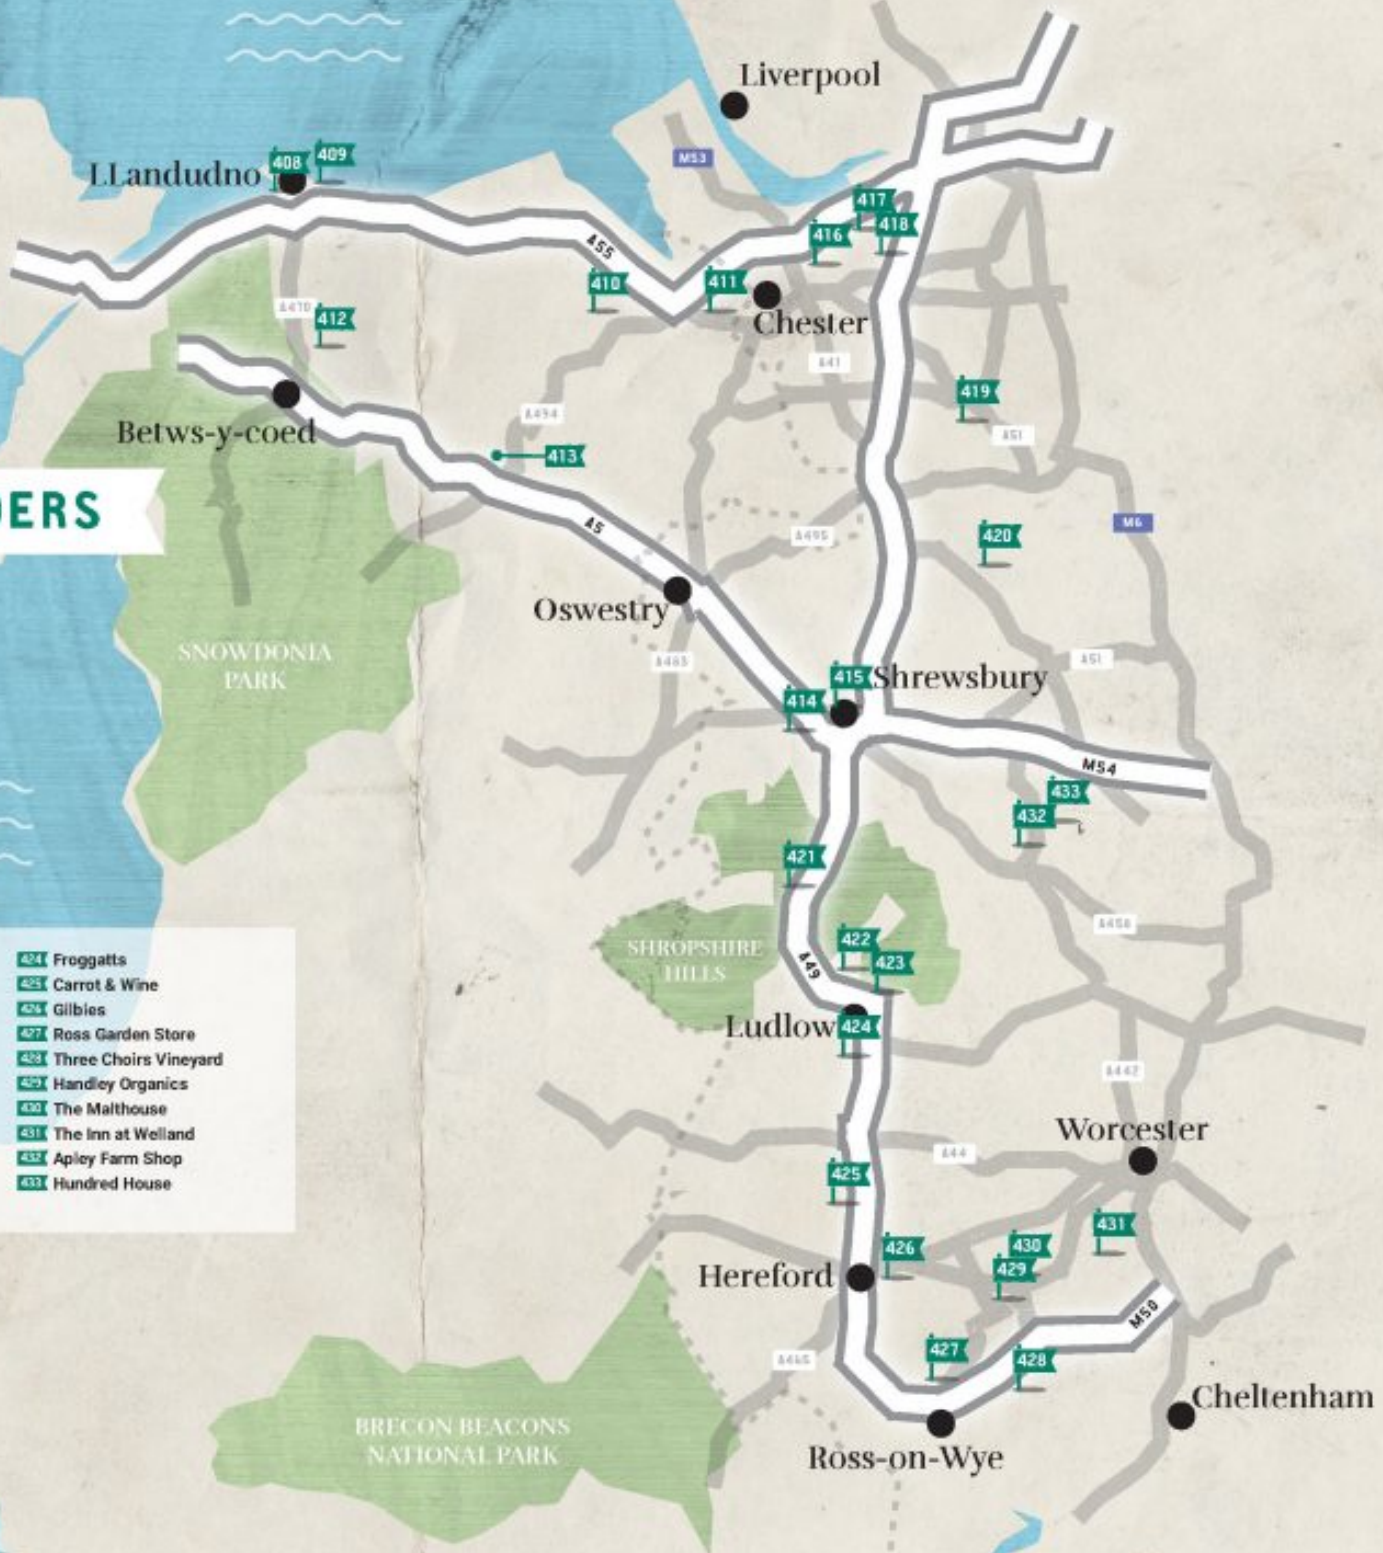 Liverpool
M53
LLandudno
408
409
417
418
416
A55
410
411
Chester
A470
412
A41
Betws-y-coed
A494
419
A51
413
DERS
A5
A495
420
M6
Oswestry
SNOWDONIA
PARK
A483
A51
415
Shrewsbury
414
M54
433
432
421
A458
SHROPSHIRE
HILLS
422
423
A49
Ludlow
424
424 Froggatts
425 Carrot & Wine
426 Gilbies
427 Ross Garden Store
428 Three Choirs Vineyard
429 Handley Organics
430 The Malthouse
431 The Inn at Welland
432 Apley Farm Shop
433 Hundred House
A442
Worcester
A44
425
431
426
430
429
Hereford
M50
427
428
A465
Cheltenham
BRECON BEACONS
NATIONAL PARK
Ross-on-Wye